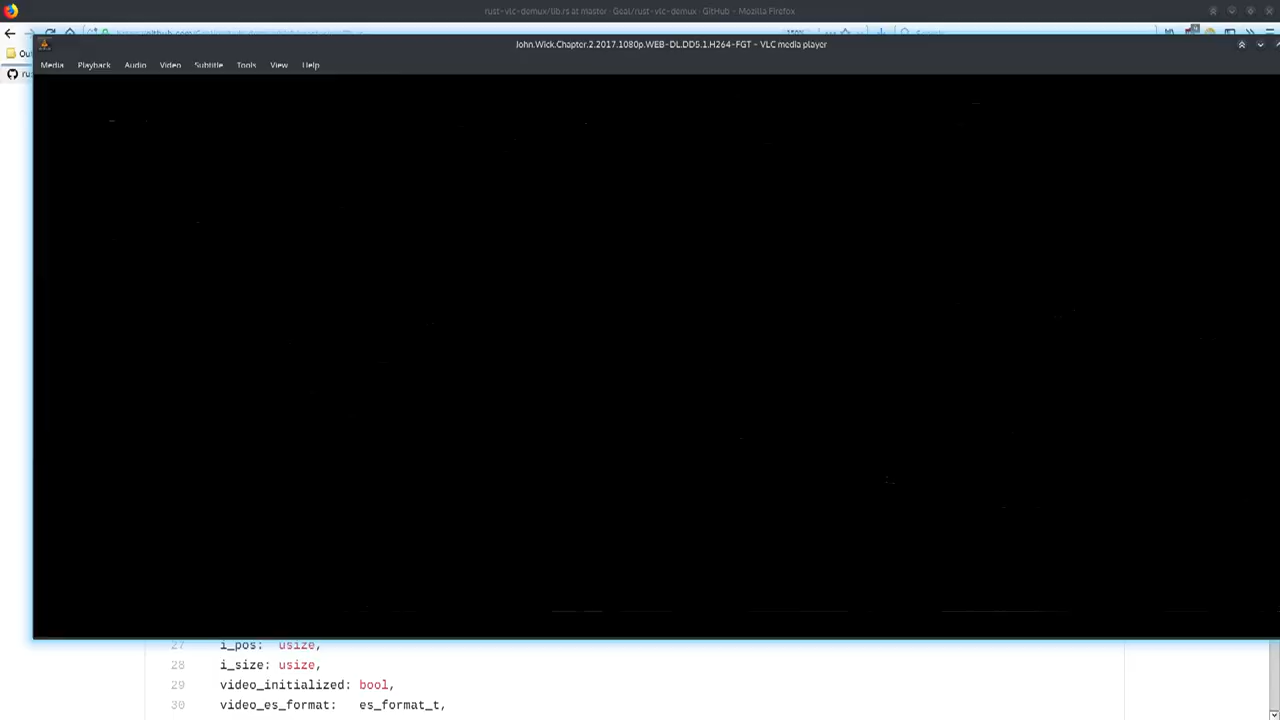 rust-vlc-demux/lib.rs at master · Geal/rust-vlc-demux · GitHub - Mozilla Firefox
John.Wick.Chapter.2.2017.1080p.WEB-DL.DD5.1.H264-FGT - VLC media player
Media Playback Audio Video Subtitle Tools View Help
27 i_pos: usize,
28 i_size: usize,
29 video_initialized: bool,
30 video_es_format: es_format_t,